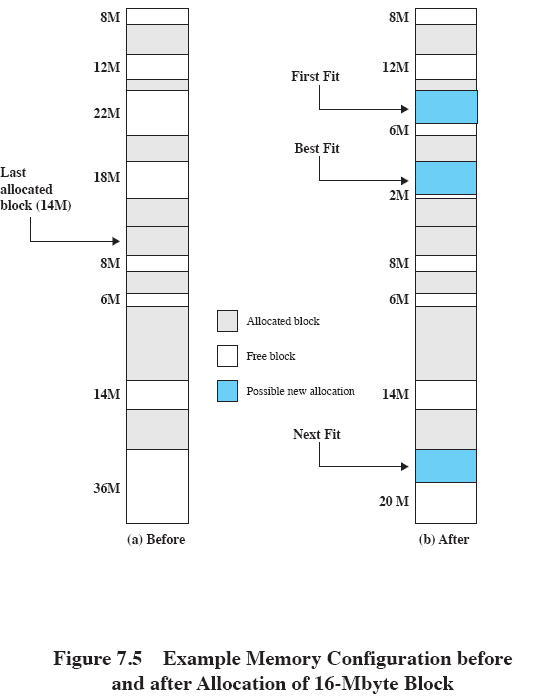 8M
12M
22M
18M
Last
allocated
block (14M)
8M
6M
14M
36M
(a) Before
Allocated block
Free block
Possible new allocation
8M
12M
First Fit
6M
Best Fit
2M
8M
6M
14M
Next Fit
20 M
(b) After
Figure 7.5 Example Memory Configuration before
and after Allocation of 16-Mbyte Block